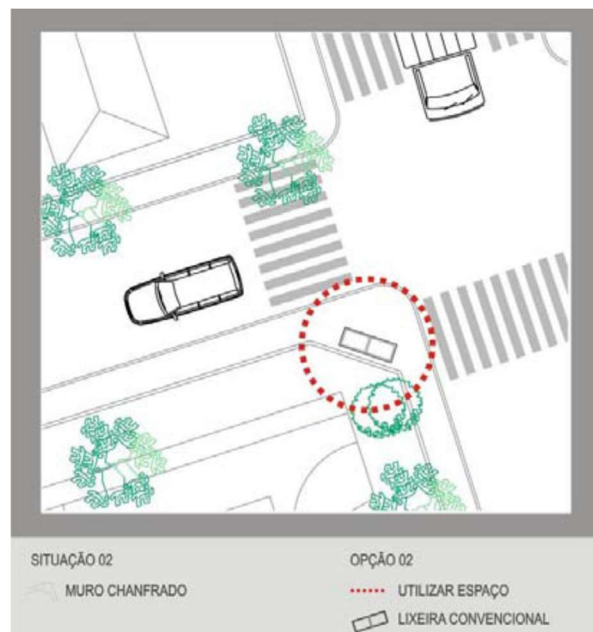 SITUAÇÃO 02
MURO CHANFRADO
OPÇÃO 02
UTILIZAR ESPAÇO
LIXEIRA CONVENCIONAL